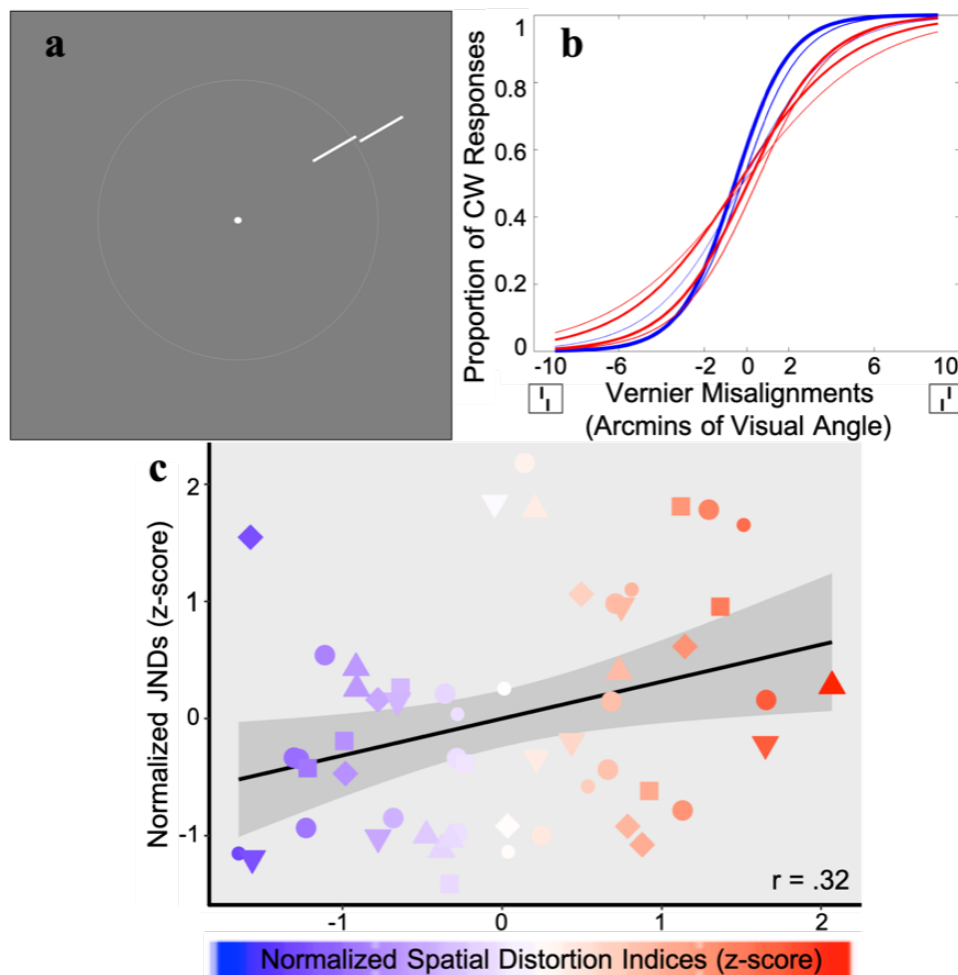 a
b
Proportion of CW Responses
1
0.8
0.6
0.4
0.2
0
-10 -6 -2 0 2 6 10
Vernier Misalignments
(Arcmins of Visual Angle)
c
Normalized JNDs (z-score)
2
1
0
-1
r = .32
-1 0 1 2
Normalized Spatial Distortion Indices (z-score)